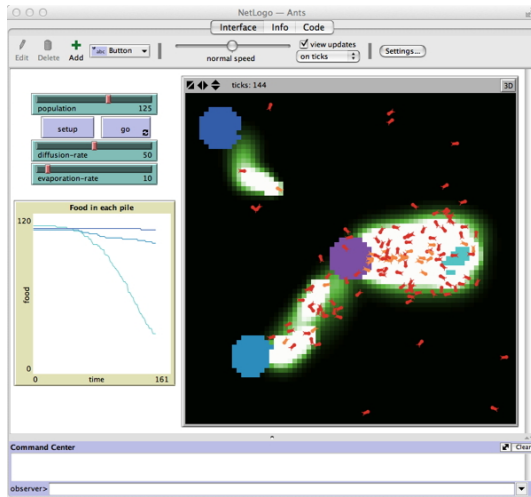 NetLogo — Ants
Interface Info Code
Edit Delete Add abc Button normal speed view updates on ticks Settings...
ticks: 144 3D
population 125
setup go
diffusion-rate 50
evaporation-rate 10
Food in each pile
120
food
0
0 time 161
Command Center Clear
observer>